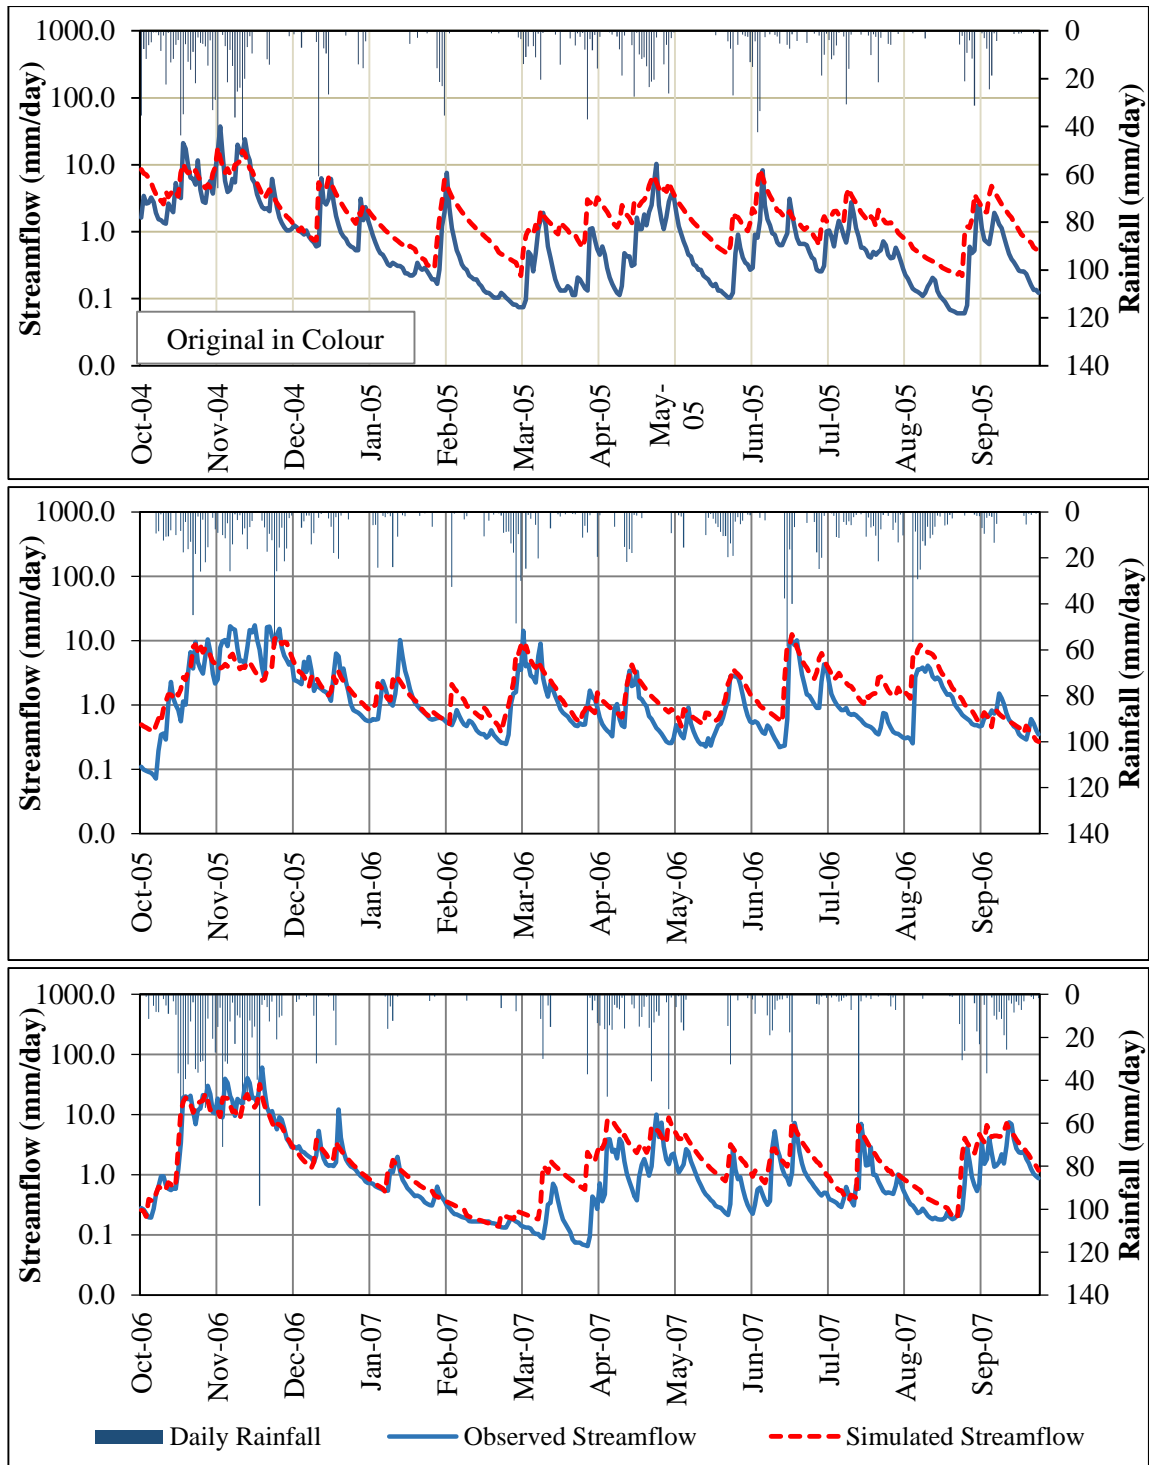 1000.0
100.0
10.0
1.0
0.1
0.0
Streamflow (mm/day)
0
20
40
60
80
100
120
140
Rainfall (mm/day)
Original in Colour
Oct-04
Nov-04
Dec-04
Jan-05
Feb-05
Mar-05
Apr-05
May-
05
Jun-05
Jul-05
Aug-05
Sep-05
1000.0
100.0
10.0
1.0
0.1
0.0
Streamflow (mm/day)
0
20
40
60
80
100
120
140
Rainfall (mm/day)
Oct-05
Nov-05
Dec-05
Jan-06
Feb-06
Mar-06
Apr-06
May-06
Jun-06
Jul-06
Aug-06
Sep-06
1000.0
100.0
10.0
1.0
0.1
0.0
Streamflow (mm/day)
0
20
40
60
80
100
120
140
Rainfall (mm/day)
Oct-06
Nov-06
Dec-06
Jan-07
Feb-07
Mar-07
Apr-07
May-07
Jun-07
Jul-07
Aug-07
Sep-07
Daily Rainfall
Observed Streamflow
Simulated Streamflow